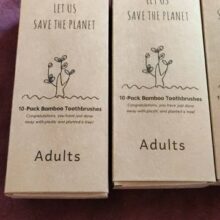 LET US
SAVE THE PLANET
10-Pack Bamboo Toothbrushes
Congratulations, you have just done
away with plastic and planted a tree!
Adults
LET US
SAVE THE PLANET
10-Pack Bamboo Toothbrushes
Congratulations, you have just done
away with plastic and planted a tree!
Adults